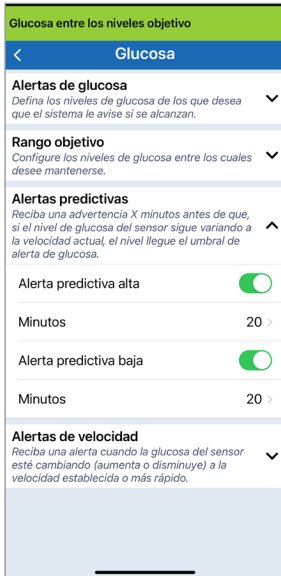 Glucosa entre los niveles objetivo
Glucosa
Alertas de glucosa
Defina los niveles de glucosa de los que desea
que el sistema le avise si se alcanzan.
Rango objetivo
Configure los niveles de glucosa entre los cuales
desee mantenerse.
Alertas predictivas
Reciba una advertencia X minutos antes de que,
si el nivel de glucosa del sensor sigue variando a
la velocidad actual, el nivel llegue el umbral de
alerta de glucosa.
Alerta predictiva alta
Minutos 20
Alerta predictiva baja
Minutos 20
Alertas de velocidad
Reciba una alerta cuando la glucosa del sensor
esté cambiando (aumenta o disminuye) a la
velocidad establecida o más rápido.